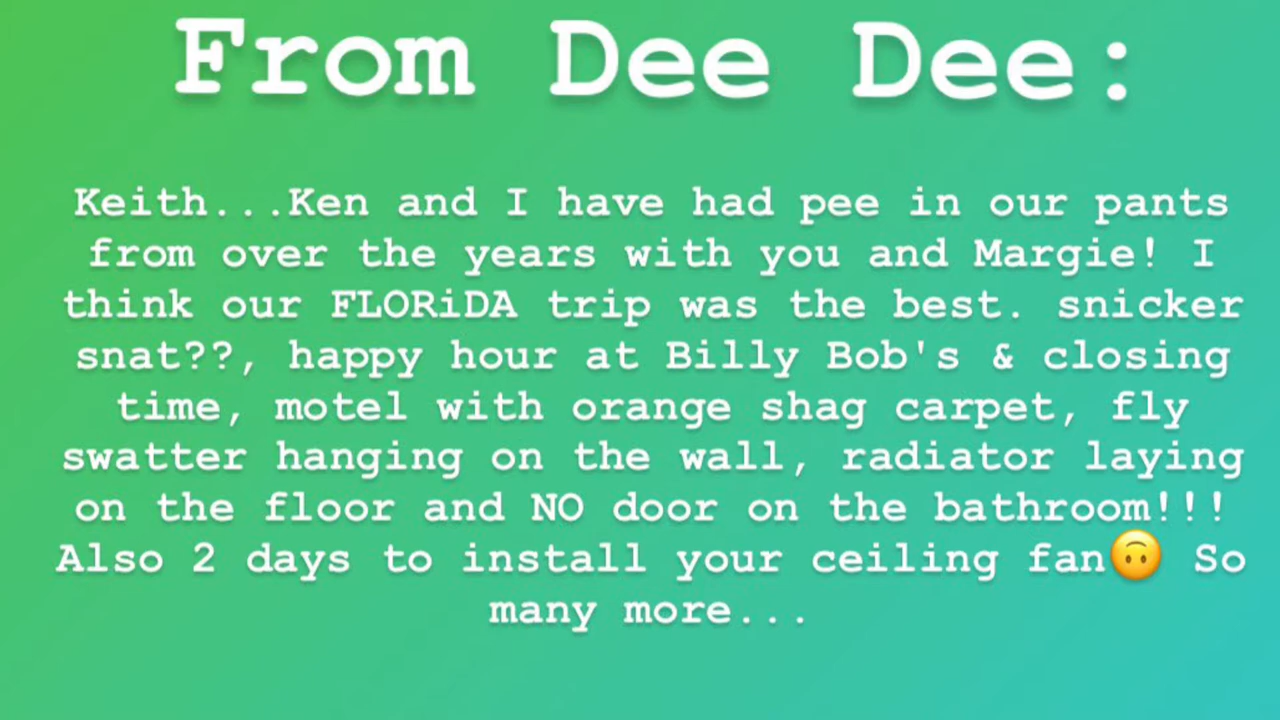 From Dee Dee:
Keith...Ken and I have had pee in our pants
from over the years with you and Margie! I
think our FLORiDA trip was the best. snicker
snat??, happy hour at Billy Bob's & closing
time, motel with orange shag carpet, fly
swatter hanging on the wall, radiator laying
on the floor and NO door on the bathroom!!!
Also 2 days to install your ceiling fan🙃 So
many more...